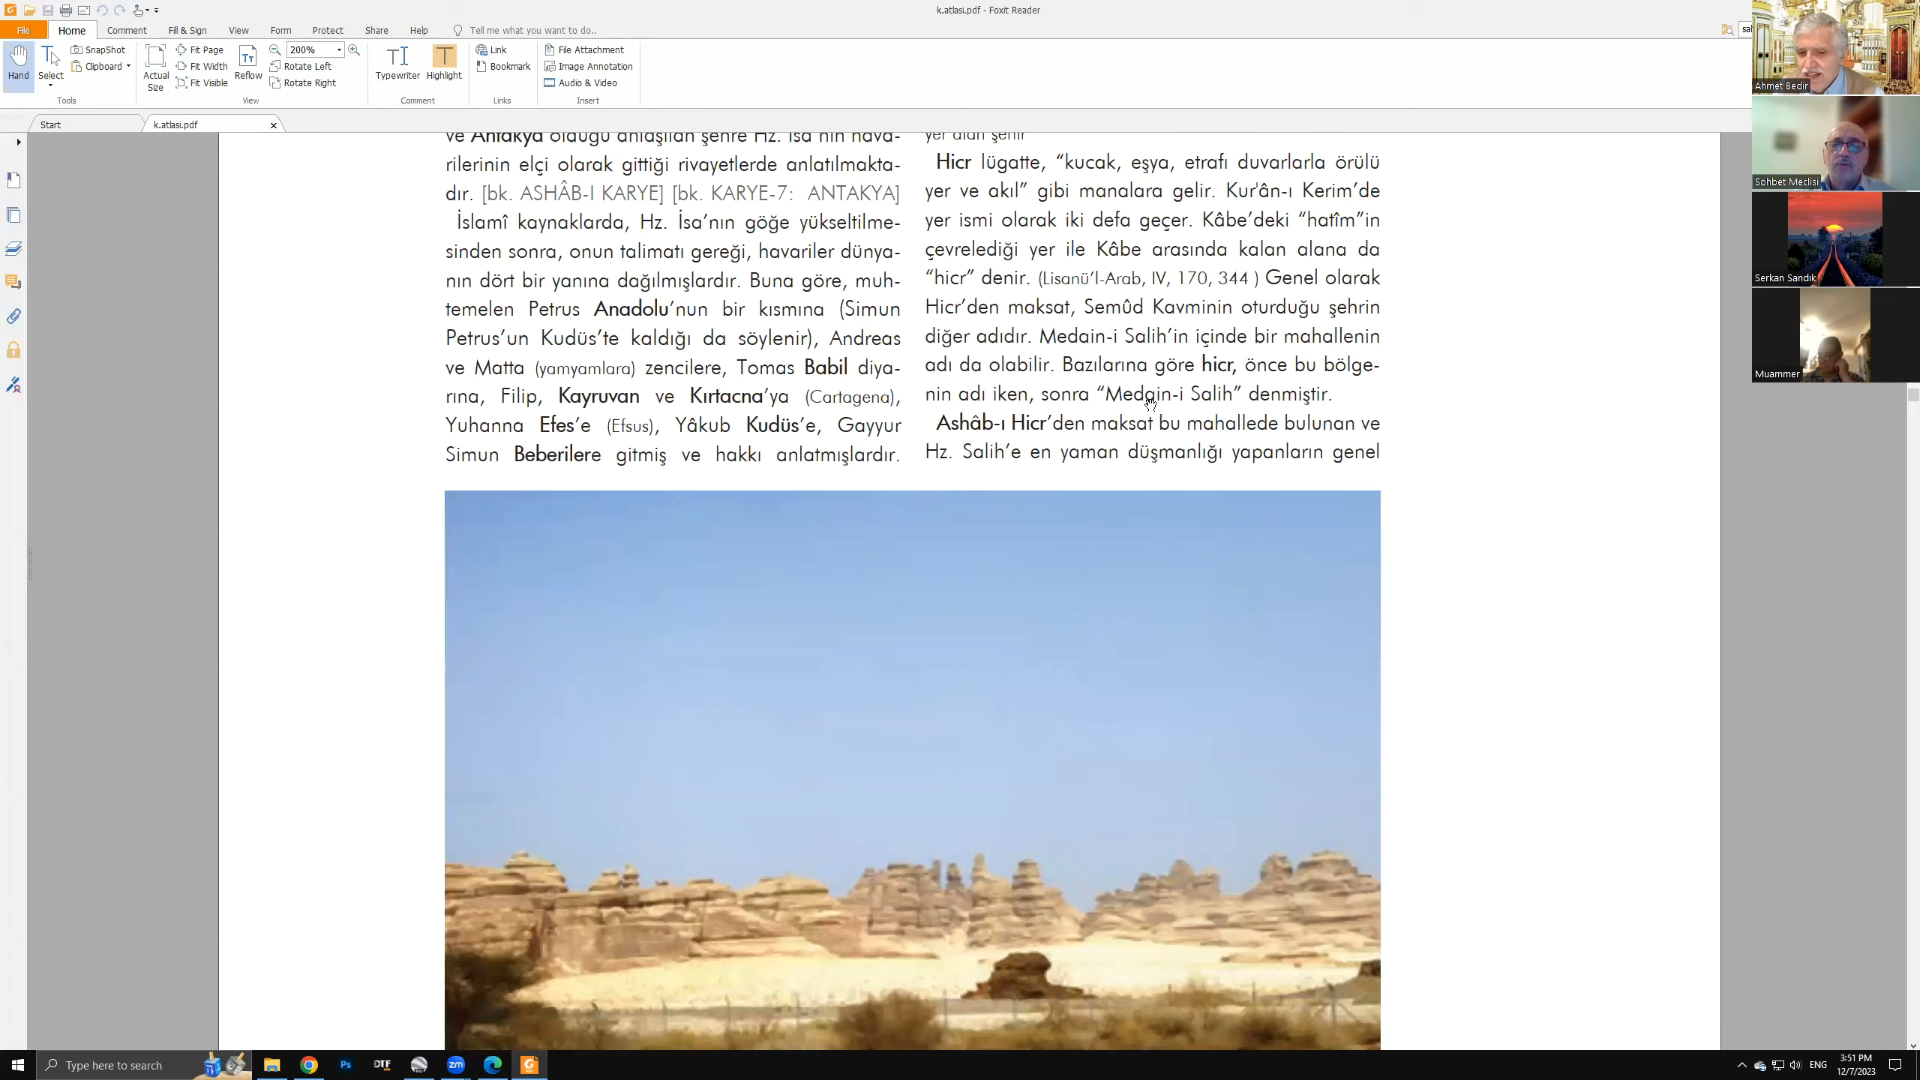 k.atlasi.pdf - Foxit Reader
File Home Comment Fill & Sign View Form Protect Share Help Tell me what you want to do..
Hand
Select
SnapShot
Clipboard
Tools
Actual
Size
Fit Page
Fit Width
Fit Visible
Reflow
200%
Rotate Left
Rotate Right
View
Typewriter
Highlight
Comment
Link
Bookmark
Links
File Attachment
Image Annotation
Audio & Video
Insert
Start
k.atlasi.pdf
ve Antakya olduğu anlaşılan şehre Hz. İsa'nın hava-
rilerinin elçi olarak gittiği rivayetlerde anlatılmakta-
dır. [bk. ASHÂB-I KARYE] [bk. KARYE-7: ANTAKYA]
İslamî kaynaklarda, Hz. İsa'nın göğe yükseltilme-
sinden sonra, onun talimatı gereği, havariler dünya-
nın dört bir yanına dağılmışlardır. Buna göre, muh-
temelen Petrus Anadolu'nun bir kısmına (Simun
Petrus'un Kudüs'te kaldığı da söylenir), Andreas
ve Matta (yamyamlara) zencilere, Tomas Babil diya-
rına, Filip, Kayruvan ve Kırtacna'ya (Cartagena),
Yuhanna Efes'e (Efsus), Yâkub Kudüs'e, Gayyur
Simun Beberilere gitmiş ve hakkı anlatmışlardır.
yer alan şehir
Hicr lügatte, "kucak, eşya, etrafı duvarlarla örülü
yer ve akıl" gibi manalara gelir. Kur'ân-ı Kerim'de
yer ismi olarak iki defa geçer. Kâbe'deki "hatîm"in
çevrelediği yer ile Kâbe arasında kalan alana da
"hicr" denir. (Lisanü'l-Arab, IV, 170, 344 ) Genel olarak
Hicr'den maksat, Semûd Kavminin oturduğu şehrin
diğer adıdır. Medain-i Salih'in içinde bir mahallenin
adı da olabilir. Bazılarına göre hicr, önce bu bölge-
nin adı iken, sonra "Medain-i Salih" denmiştir.
Ashâb-ı Hicr'den maksat bu mahallede bulunan ve
Hz. Salih'e en yaman düşmanlığı yapanların genel
Ahmet Bedir
Sohbet Meclisi
Serkan Sandık
Muammer
Type here to search
Ps
DTF
zm
ENG
3:51 PM
12/7/2023